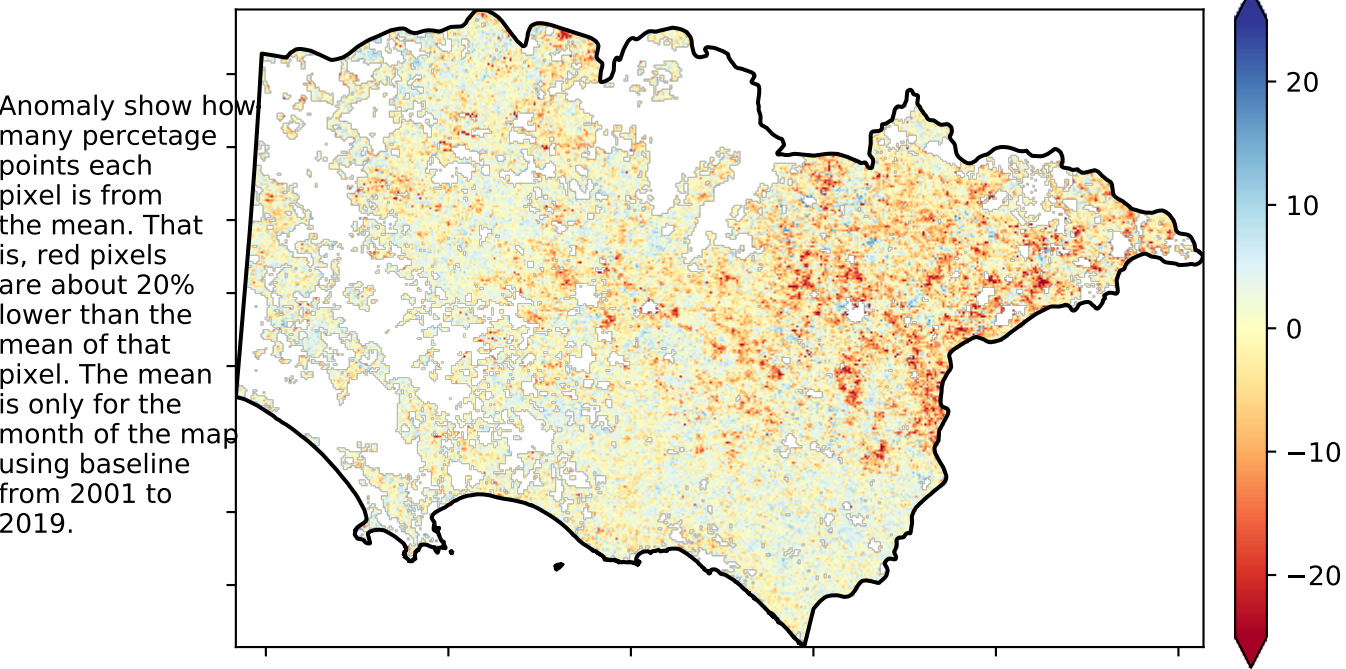 Anomaly show how
many percetage
points each
pixel is from
the mean. That
is, red pixels
are about 20%
lower than the
mean of that
pixel. The mean
is only for the
month of the map
using baseline
from 2001 to
2019.
20
10
0
−10
−20